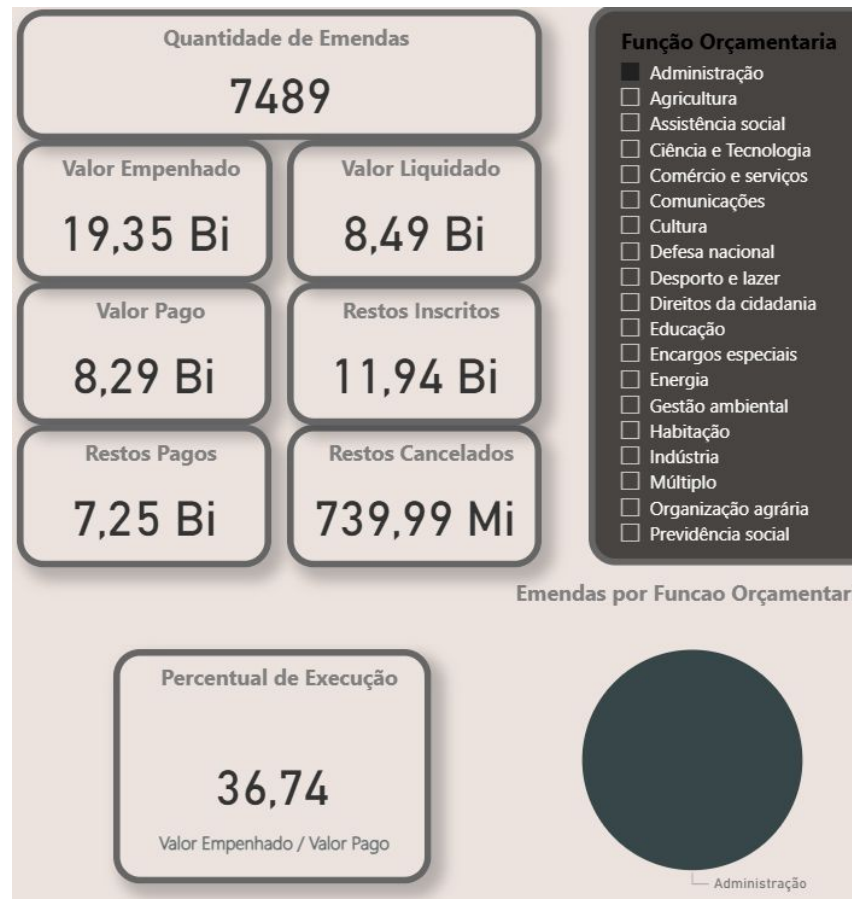 Quantidade de Emendas
7489
Valor Empenhado
19,35 Bi
Valor Liquidado
8,49 Bi
Valor Pago
8,29 Bi
Restos Inscritos
11,94 Bi
Restos Pagos
7,25 Bi
Restos Cancelados
739,99 Mi
Função Orçamentaria
Administração
Agricultura
Assistência social
Ciência e Tecnologia
Comércio e serviços
Comunicações
Cultura
Defesa nacional
Desporto e lazer
Direitos da cidadania
Educação
Encargos especiais
Energia
Gestão ambiental
Habitação
Indústria
Múltiplo
Organização agrária
Previdência social
Emendas por Funcao Orçamentar
Percentual de Execução
36,74
Valor Empenhado / Valor Pago
Administração